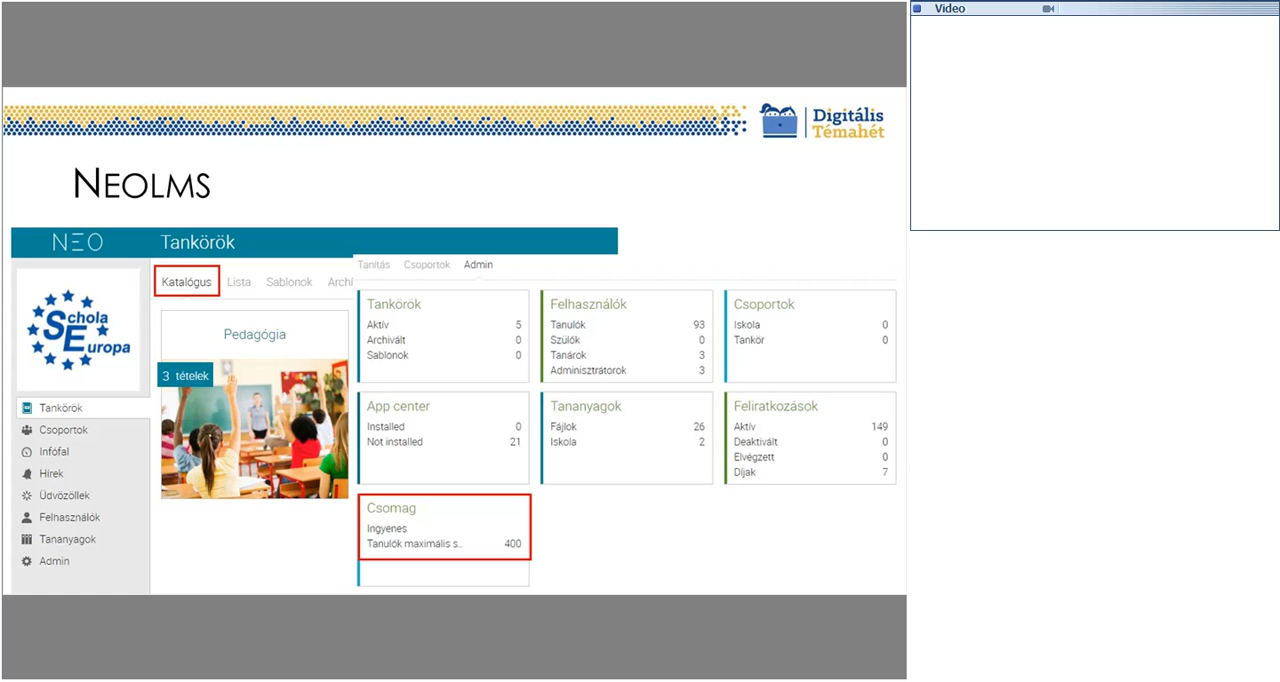 Video
Digitális
Témahét
NEOLMS
NEO
Tankörök
Schola
Europa
Tankörök
Csoportok
Infófal
Hírek
Üdvözöllek
Felhasználók
Tananyagok
Admin
Katalógus Lista Sablonok Archí
Pedagógia
3 tételek
Tanítás Csoportok Admin
Tankörök
Aktív 5
Archivált 0
Sablonok 0
Felhasználók
Tanulók 93
Szülők 0
Tanárok 3
Adminisztrátorok 3
Csoportok
Iskola 0
Tankör 0
App center
Installed 0
Not installed 21
Tananyagok
Fájlok 26
Iskola 2
Feliratkozások
Aktív 149
Deaktivált 0
Elvégzett 0
Díjak 7
Csomag
Ingyenes
Tanulók maximális s.. 400